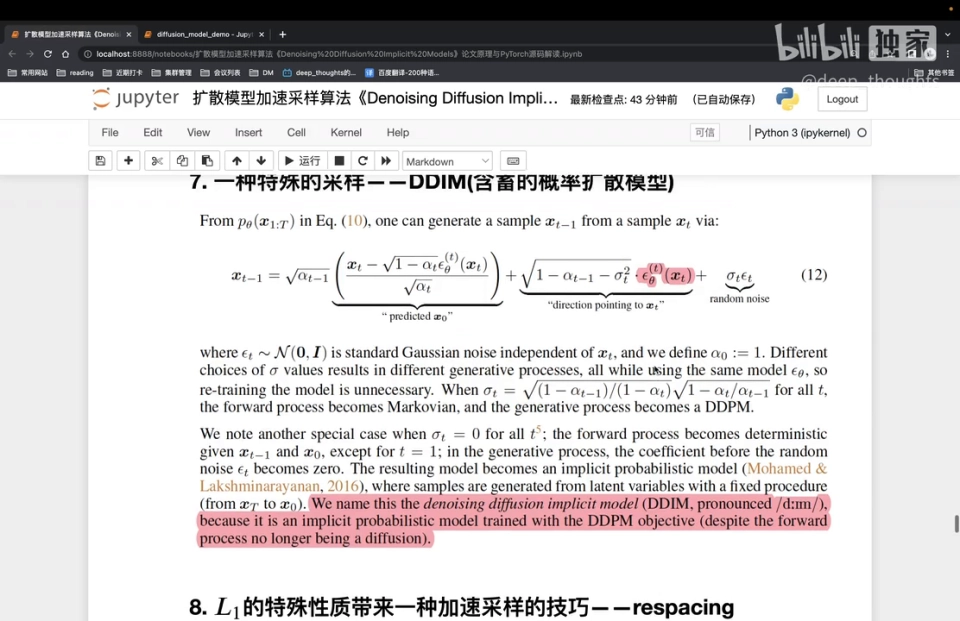 扩散模型加速采样算法《Denoisi
diffusion_model_demo - Jupyt
localhost:8888/notebooks/扩散模型加速采样算法《Denoising%20Diffusion%20Implicit%20Models》论文原理与PyTorch源码解读.ipynb
常用网站 reading 近期打卡 集群管理 会议列表 DM deep_thoughts的... 百度翻译-200种语... 其他书签
bilibili 独家
@deep_thoughts
jupyter 扩散模型加速采样算法《Denoising Diffusion Impli... 最新检查点: 43 分钟前 (已自动保存) Logout
File Edit View Insert Cell Kernel Help 可信 Python 3 (ipykernel)
运行 Markdown
7. 一种特殊的采样——DDIM(含蓄的概率扩散模型)
From pθ(x1:T) in Eq. (10), one can generate a sample xt−1 from a sample xt via:
xt−1 = √αt−1 ( (xt − √(1 − αt) ϵθ(t)(xt)) / √αt ) + √(1 − αt−1 − σt²) · ϵθ(t)(xt) + σtϵt (12)
“ predicted x0” “direction pointing to xt” random noise
where ϵt ∼ N(0, I) is standard Gaussian noise independent of xt, and we define α0 := 1. Different
choices of σ values results in different generative processes, all while using the same model ϵθ, so
re-training the model is unnecessary. When σt = √((1 − αt−1)/(1 − αt)) √(1 − αt/αt−1) for all t,
the forward process becomes Markovian, and the generative process becomes a DDPM.
We note another special case when σt = 0 for all t5; the forward process becomes deterministic
given xt−1 and x0, except for t = 1; in the generative process, the coefficient before the random
noise ϵt becomes zero. The resulting model becomes an implicit probabilistic model (Mohamed &
Lakshminarayanan, 2016), where samples are generated from latent variables with a fixed procedure
(from xT to x0). We name this the denoising diffusion implicit model (DDIM, pronounced /d:ɪm/),
because it is an implicit probabilistic model trained with the DDPM objective (despite the forward
process no longer being a diffusion).
8. L1的特殊性质带来一种加速采样的技巧——respacing